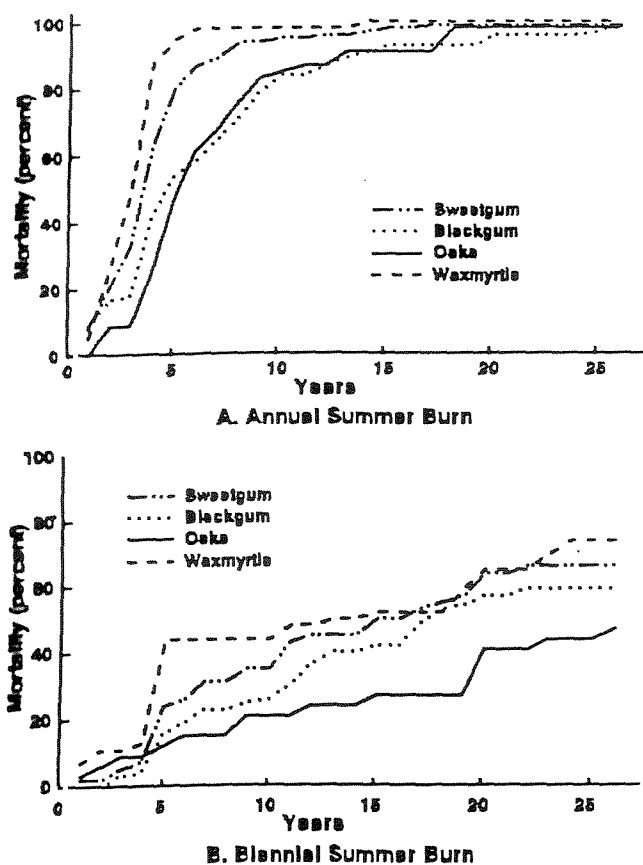 100
80
60
40
20
0
Mortality (percent)
Sweetgum
Blackgum
Oaks
Waxmyrtle
0 5 10 15 20 25
Years
A. Annual Summer Burn
100
80
60
40
20
0
Mortality (percent)
Sweetgum
Blackgum
Oaks
Waxmyrtle
0 5 10 15 20 25
Years
B. Biennial Summer Burn